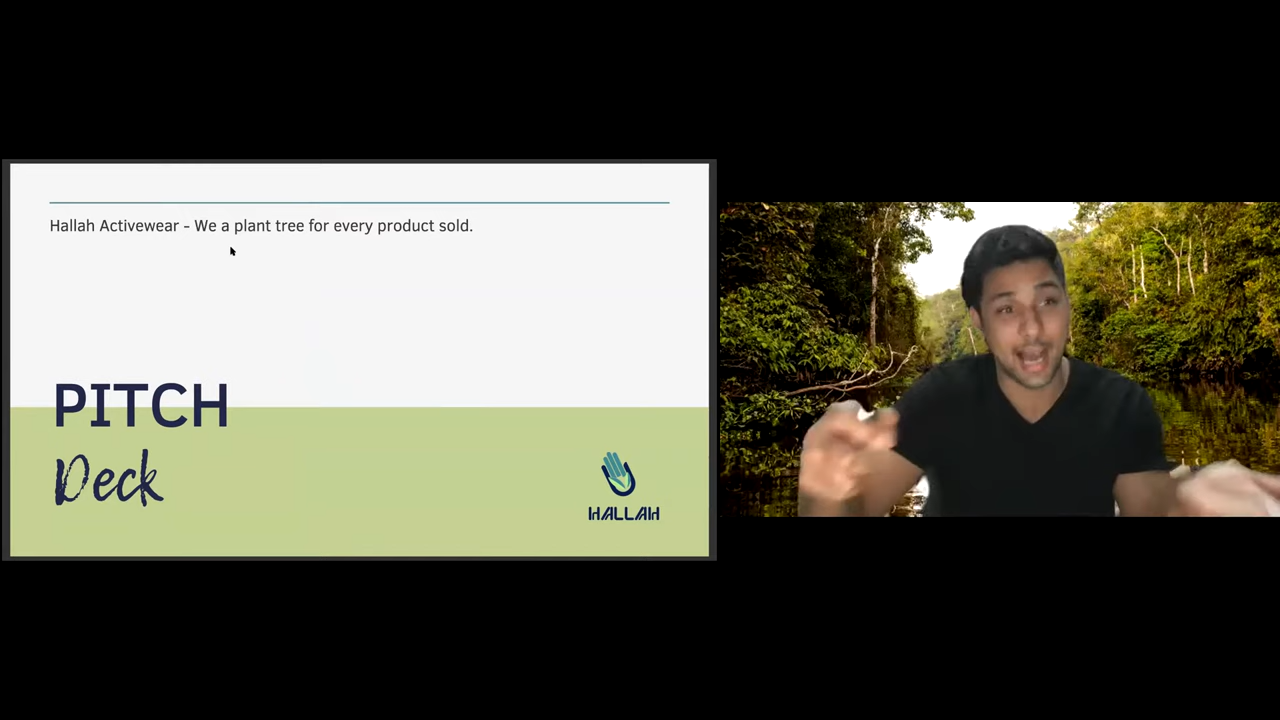 Hallah Activewear - We a plant tree for every product sold.
PITCH
Deck
HALLAH